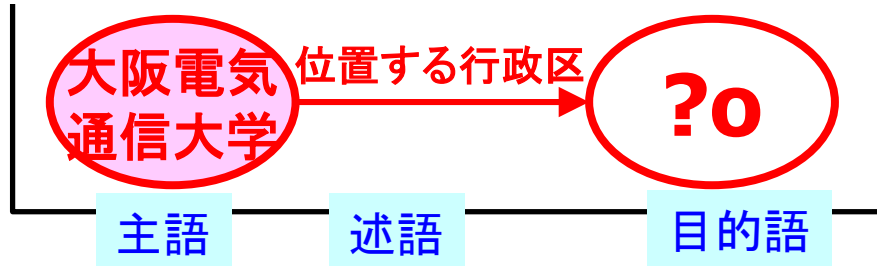 大阪電気
通信大学
位置する行政区
?o
主語
述語
目的語